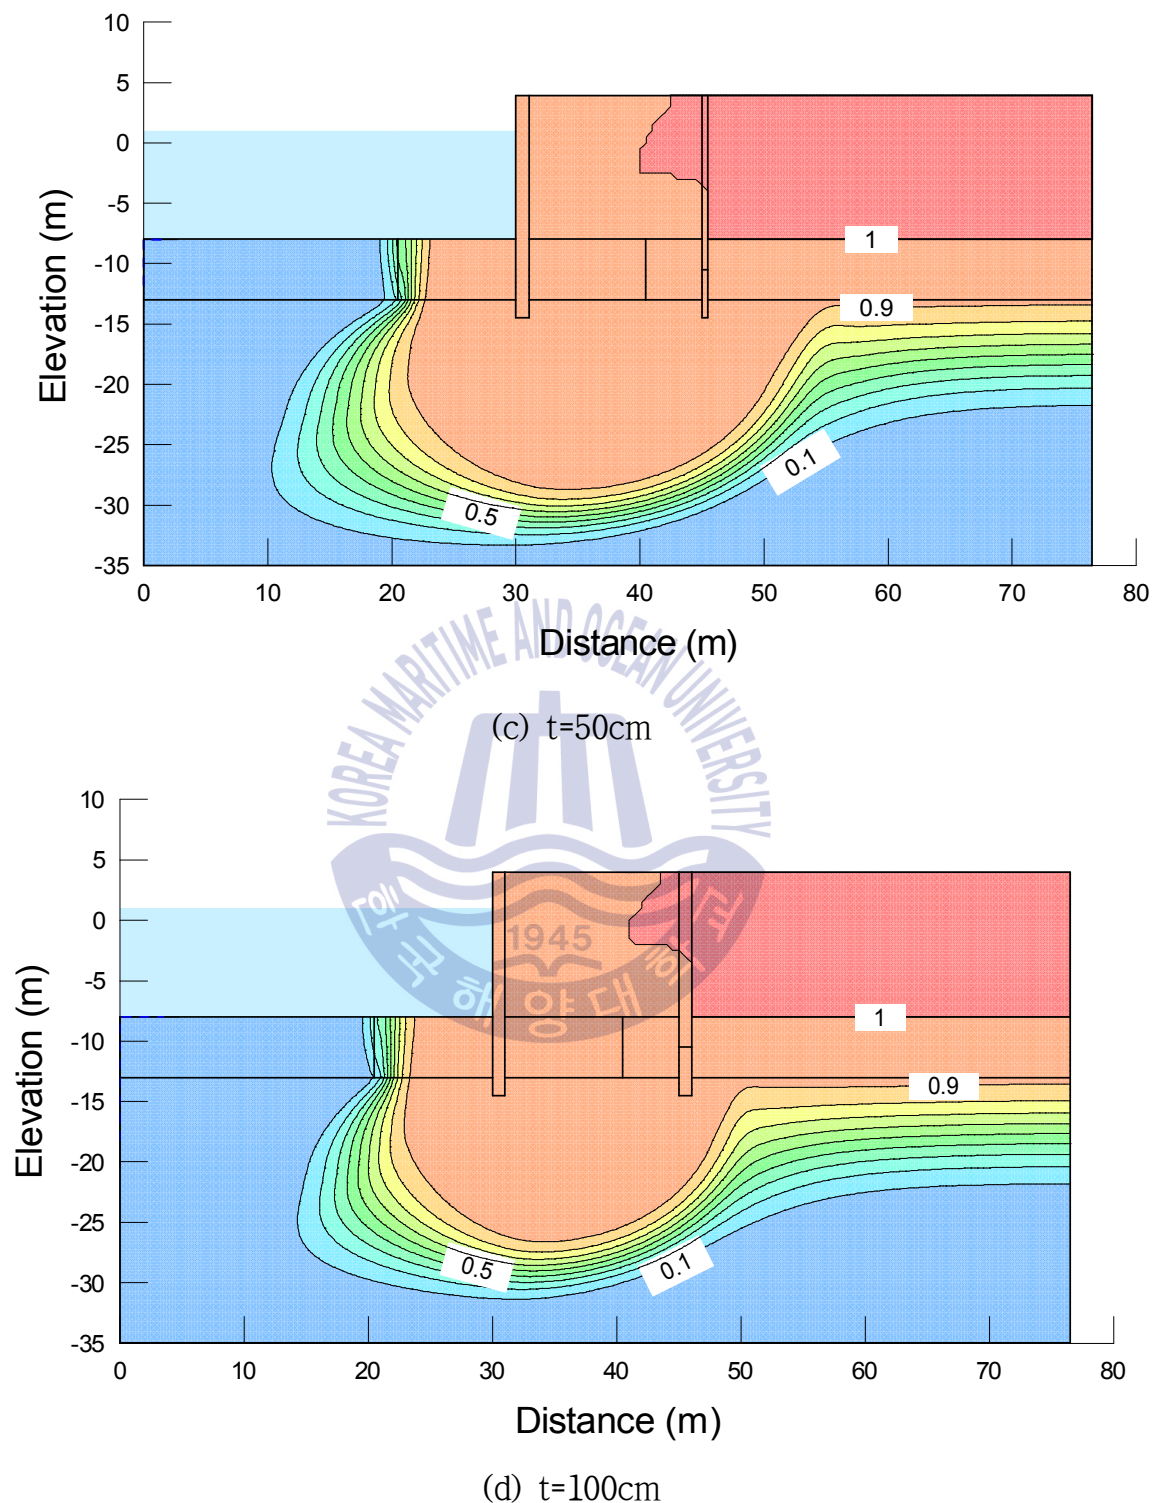 10
5
0
-5
-10
-15
-20
-25
-30
-35
Elevation (m)
1
0.9
0.5
0.1
0 10 20 30 40 50 60 70 80
Distance (m)
(c) t=50cm
KOREA MARITIME AND OCEAN UNIVERSITY
1945
한국해양대학교
10
5
0
-5
-10
-15
-20
-25
-30
-35
Elevation (m)
1
0.9
0.5
0.1
0 10 20 30 40 50 60 70 80
Distance (m)
(d) t=100cm